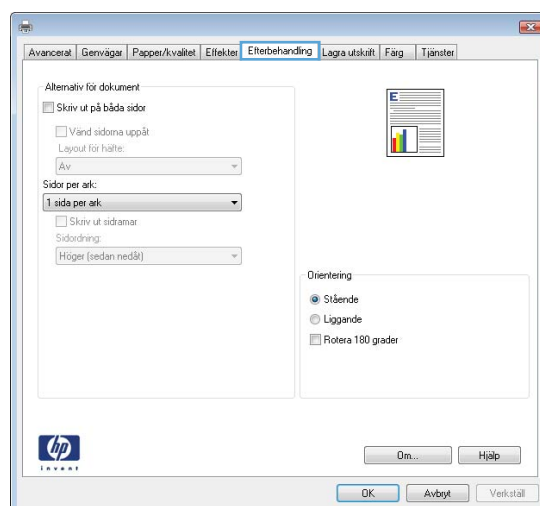 Avancerat Genvägar Papper/kvalitet Effekter Efterbehandling Lagra utskrift Färg Tjänster
Alternativ för dokument
Skriv ut på båda sidor
Vänd sidorna uppåt
Layout för häfte:
Av
Sidor per ark:
1 sida per ark
Skriv ut sidramar
Sidordning:
Höger (sedan nedåt)
E
Orientering
Stående
Liggande
Rotera 180 grader
hp
invent
Om... Hjälp
OK Avbryt Verkställ